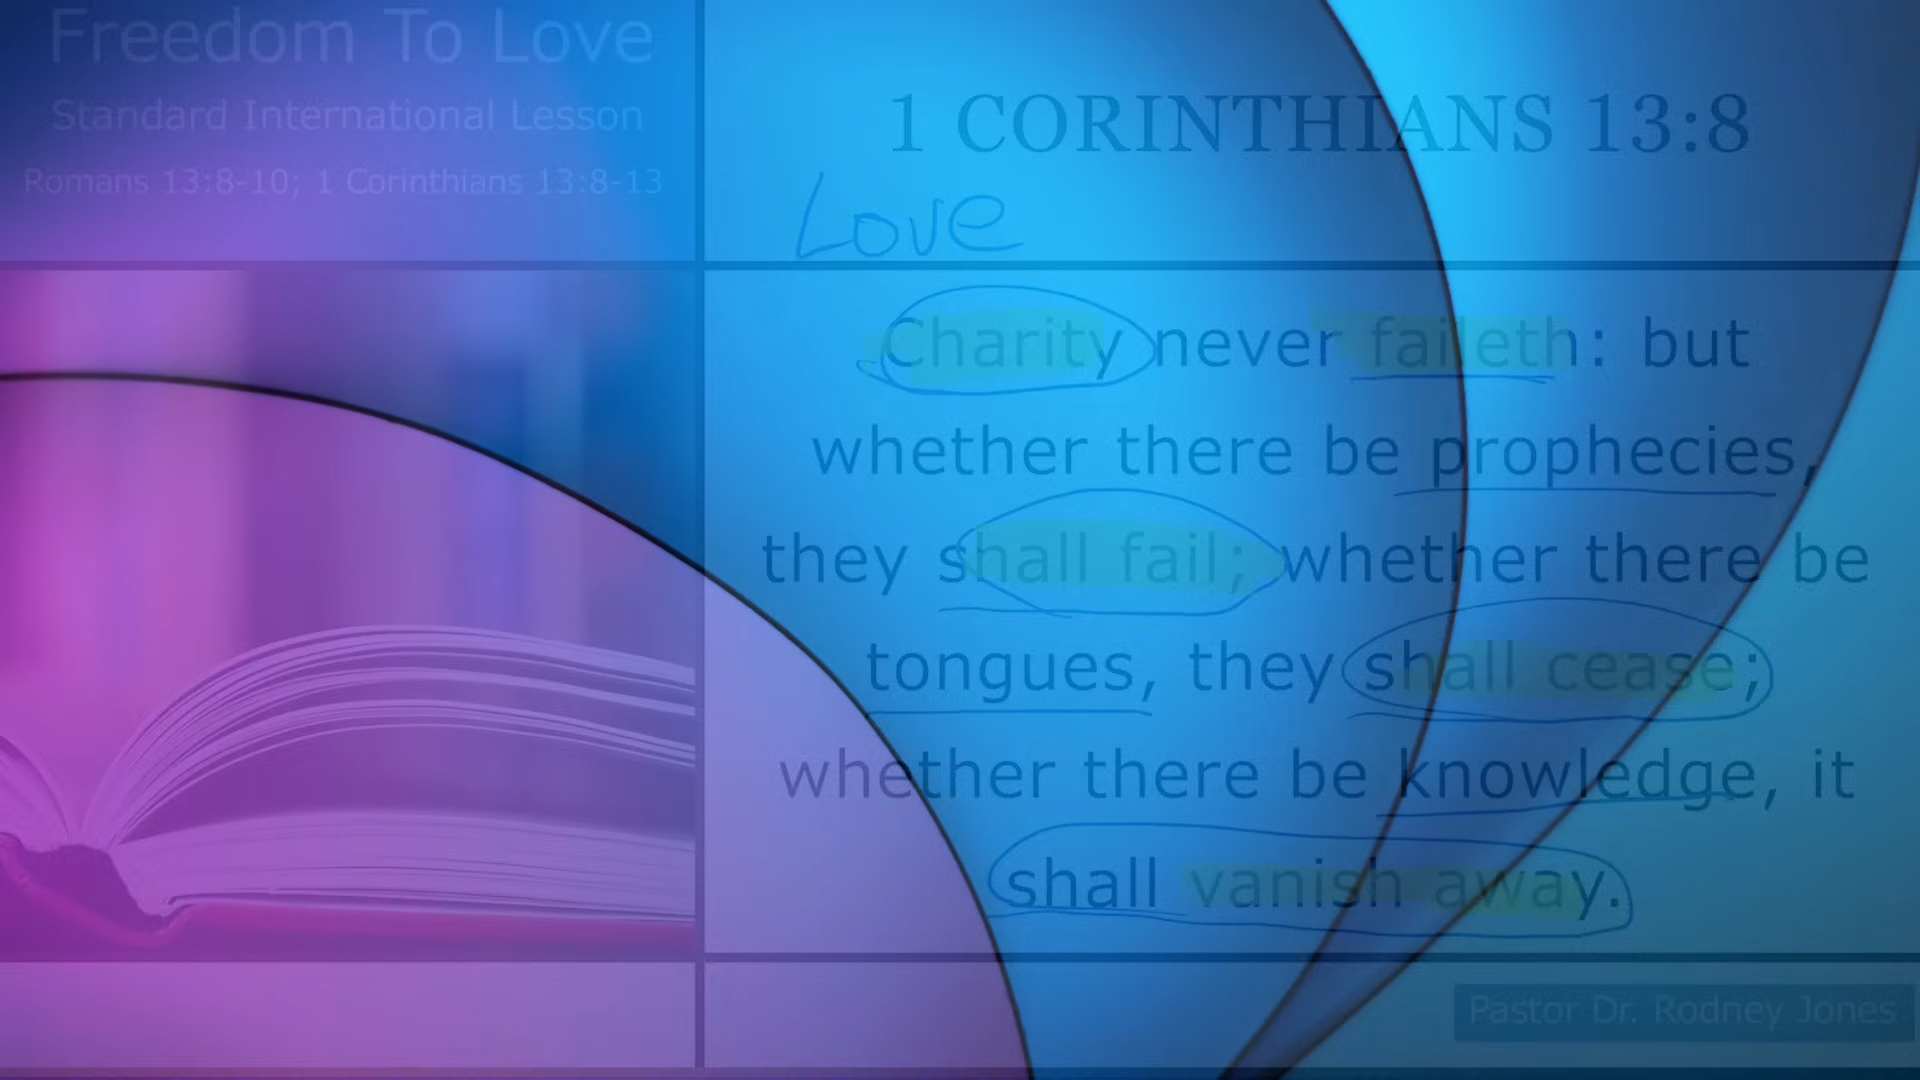 Freedom To Love
Standard International Lesson
Romans 13:8-10; 1 Corinthians 13:8-13
1 CORINTHIANS 13:8
Love
Charity never faileth: but
whether there be prophecies,
they shall fail; whether there be
tongues, they shall cease;
whether there be knowledge, it
shall vanish away.
Pastor Dr. Rodney Jones